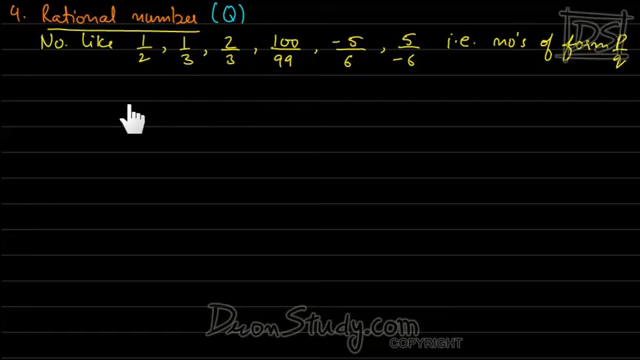 4. Rational number (Q)
No. like 1/2, 1/3, 2/3, 100/99, -5/6, 5/-6 i.e. no's of form p/q
DS
DronStudy.com
COPYRIGHT